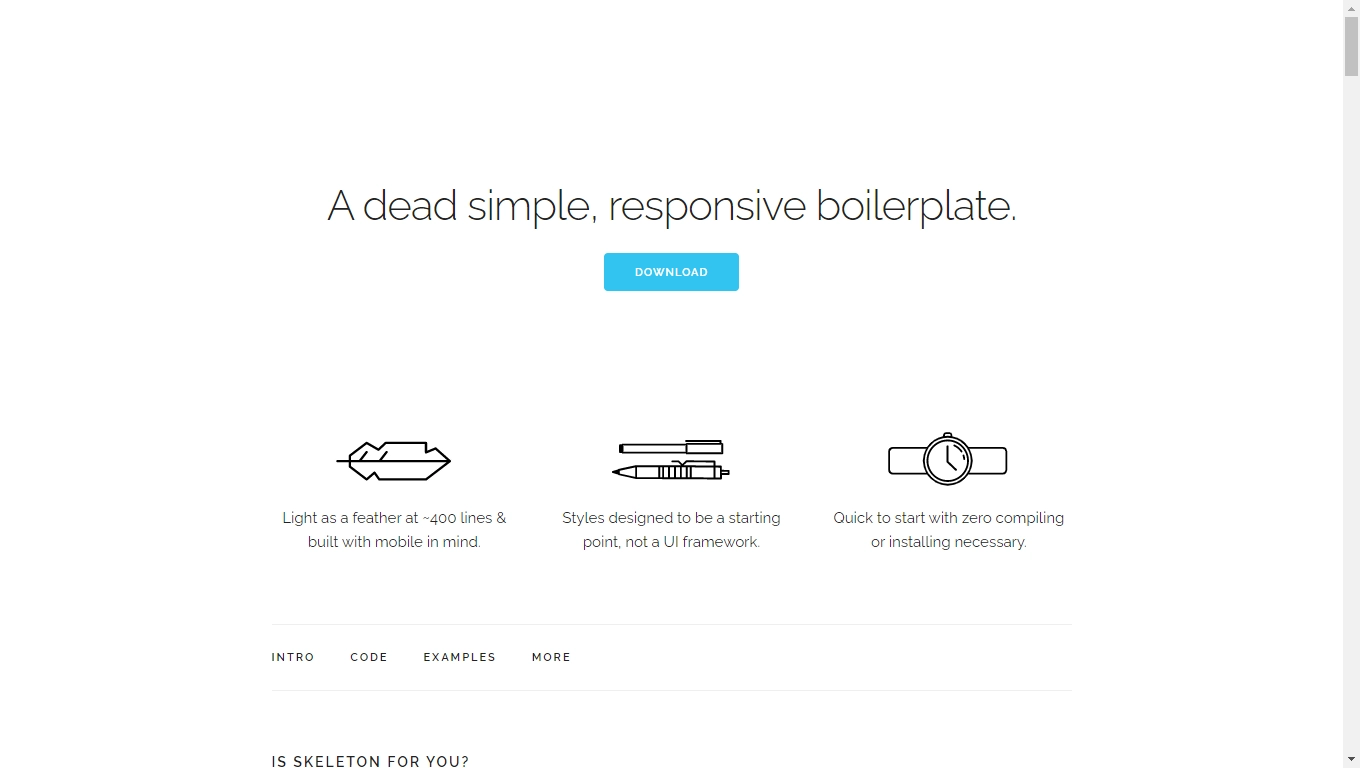 A dead simple, responsive boilerplate.
DOWNLOAD
Light as a feather at ~400 lines &
built with mobile in mind.
Styles designed to be a starting
point, not a UI framework.
Quick to start with zero compiling
or installing necessary.
INTRO CODE EXAMPLES MORE
IS SKELETON FOR YOU?